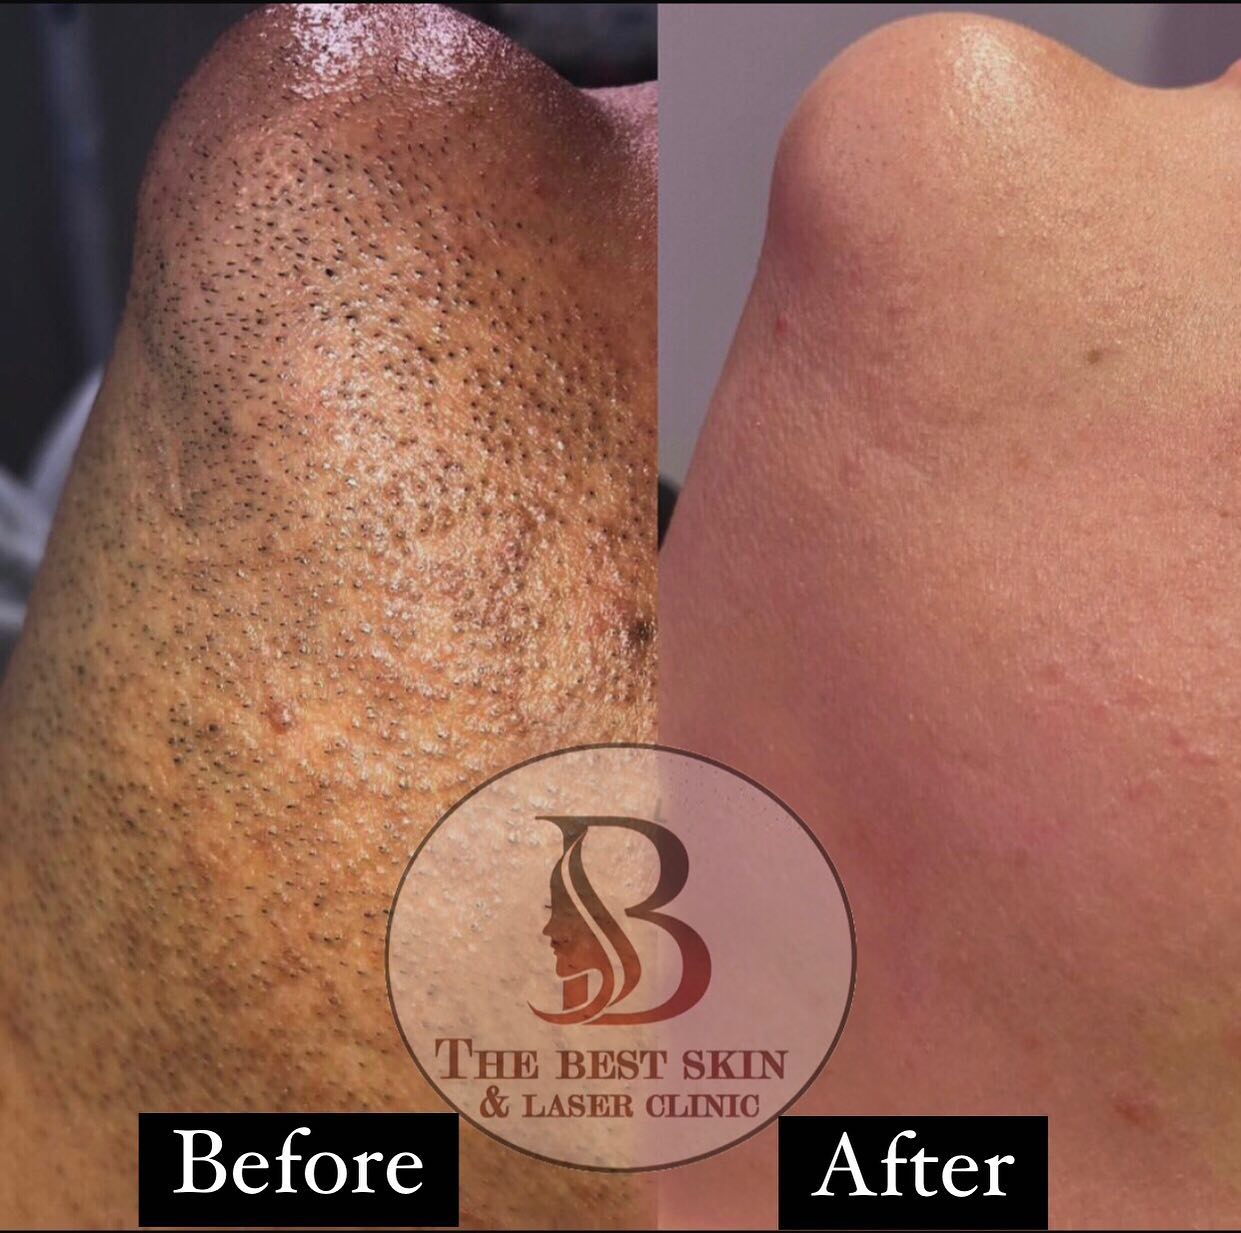 B
THE BEST SKIN
& LASER CLINIC
Before
After